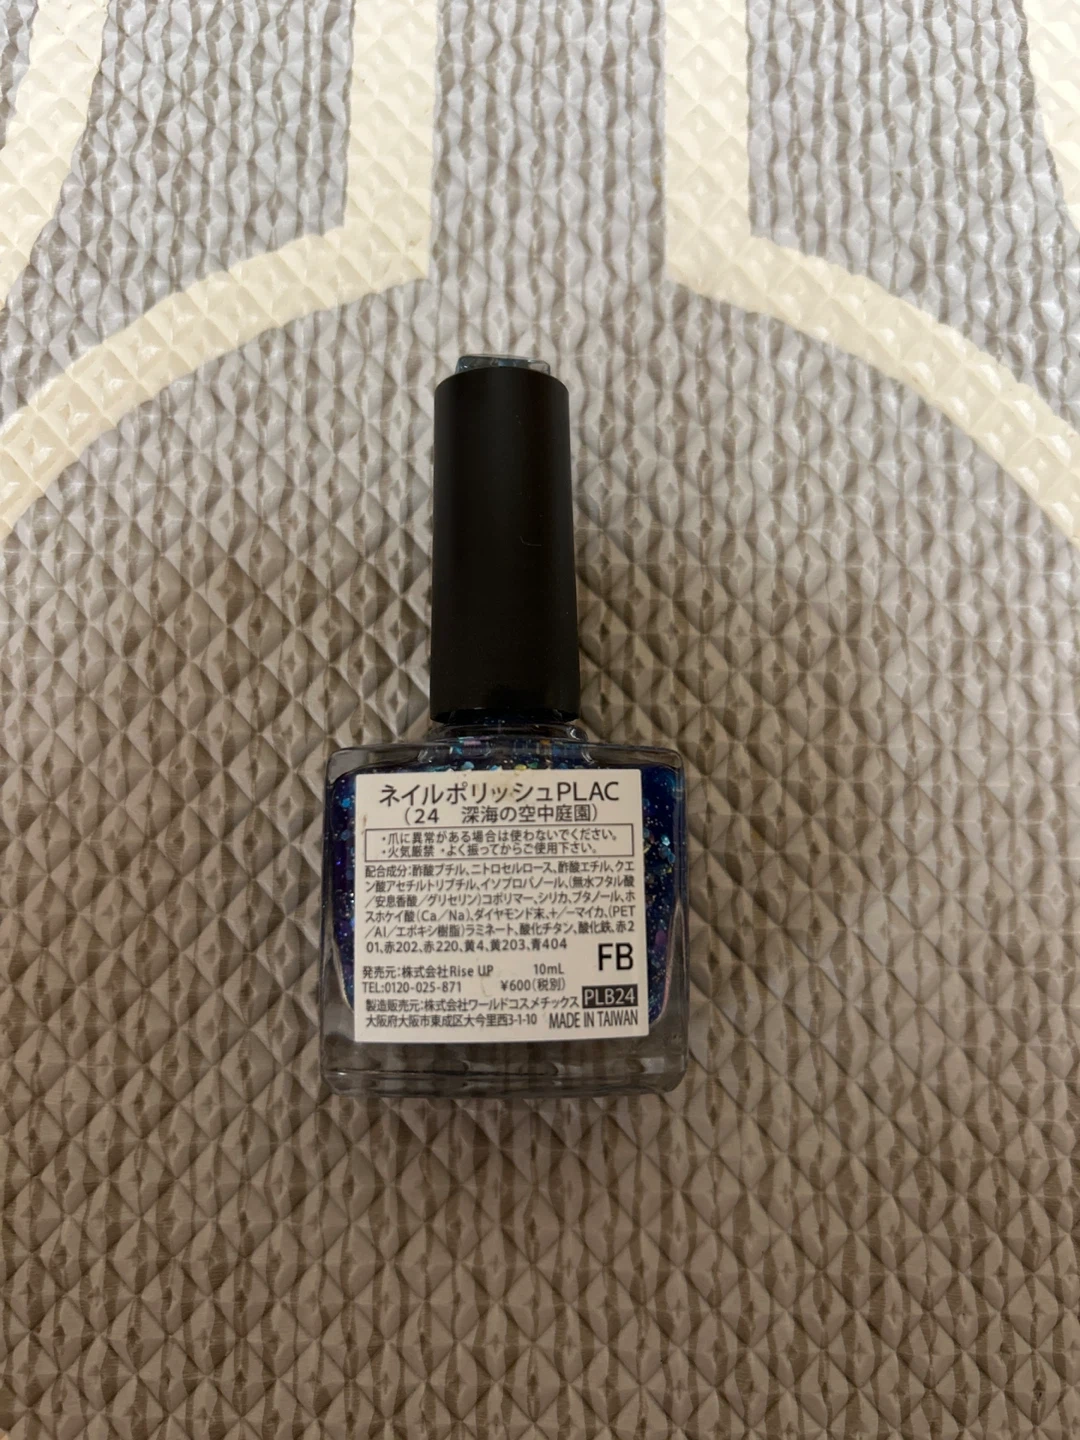 ネイルポリッシュPLAC
（24　深海の空中庭園）
・爪に異常がある場合は使わないでください。
・火気厳禁 ・よく振ってからご使用下さい。
配合成分:酢酸ブチル、ニトロセルロース、酢酸エチル、クエ
ン酸アセチルトリブチル、イソプロパノール、(無水フタル酸
／安息香酸／グリセリン)コポリマー、シリカ、ブタノール、ホ
スホケイ酸(Ca／Na)、ダイヤモンド末、+／−マイカ、(PET
／Al／エポキシ樹脂)ラミネート、酸化チタン、酸化鉄、赤2
01、赤202、赤220、黄4、黄203、青404
FB
発売元:株式会社Rise UP　10mL
TEL:0120-025-871　¥600(税別)
製造販売元:株式会社ワールドコスメチックス PLB24
大阪府大阪市東成区大今里西3-1-10 MADE IN TAIWAN